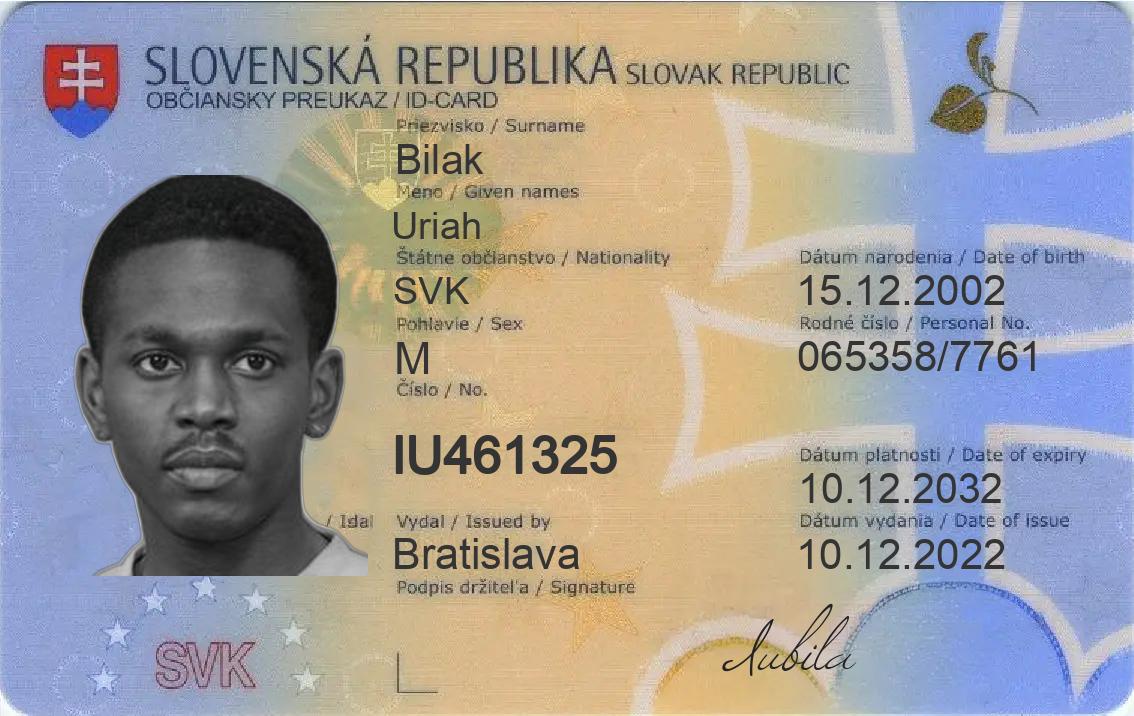 SLOVENSKÁ REPUBLIKA SLOVAK REPUBLIC
OBČIANSKY PREUKAZ / ID-CARD
Priezvisko / Surname
Bilak
Meno / Given names
Uriah
Štátne občianstvo / Nationality
SVK
Dátum narodenia / Date of birth
15.12.2002
Pohlavie / Sex
M
Rodné číslo / Personal No.
065358/7761
Číslo / No.
IU461325
Dátum platnosti / Date of expiry
10.12.2032
Vydal / Issued by
Bratislava
Dátum vydania / Date of issue
10.12.2022
Podpis držiteľa / Signature
SVK